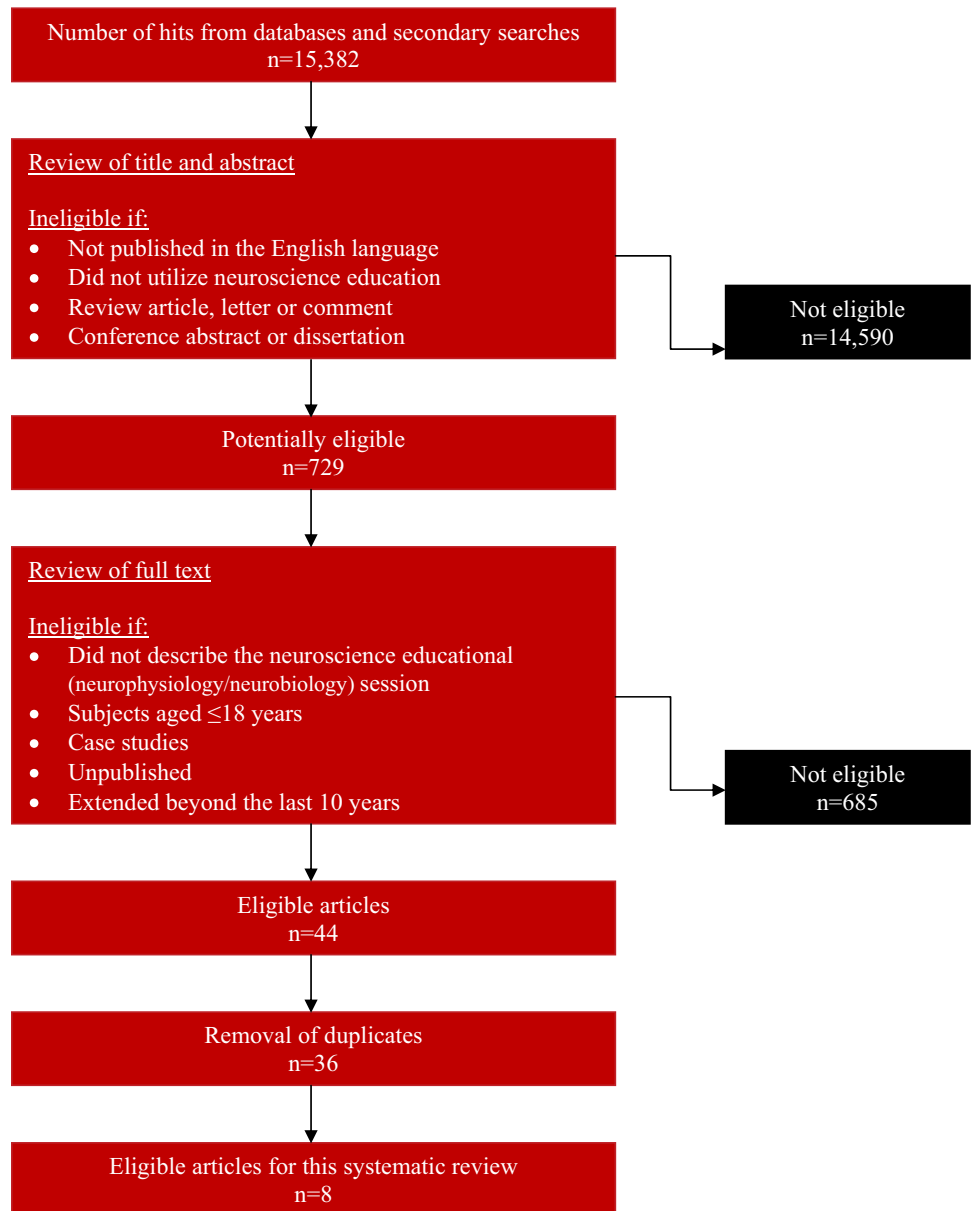 Number of hits from databases and secondary searches
n=15,382
Review of title and abstract
Ineligible if:
• Not published in the English language
• Did not utilize neuroscience education
• Review article, letter or comment
• Conference abstract or dissertation
Not eligible
n=14,590
Potentially eligible
n=729
Review of full text
Ineligible if:
• Did not describe the neuroscience educational
(neurophysiology/neurobiology) session
• Subjects aged ≤18 years
• Case studies
• Unpublished
• Extended beyond the last 10 years
Not eligible
n=685
Eligible articles
n=44
Removal of duplicates
n=36
Eligible articles for this systematic review
n=8